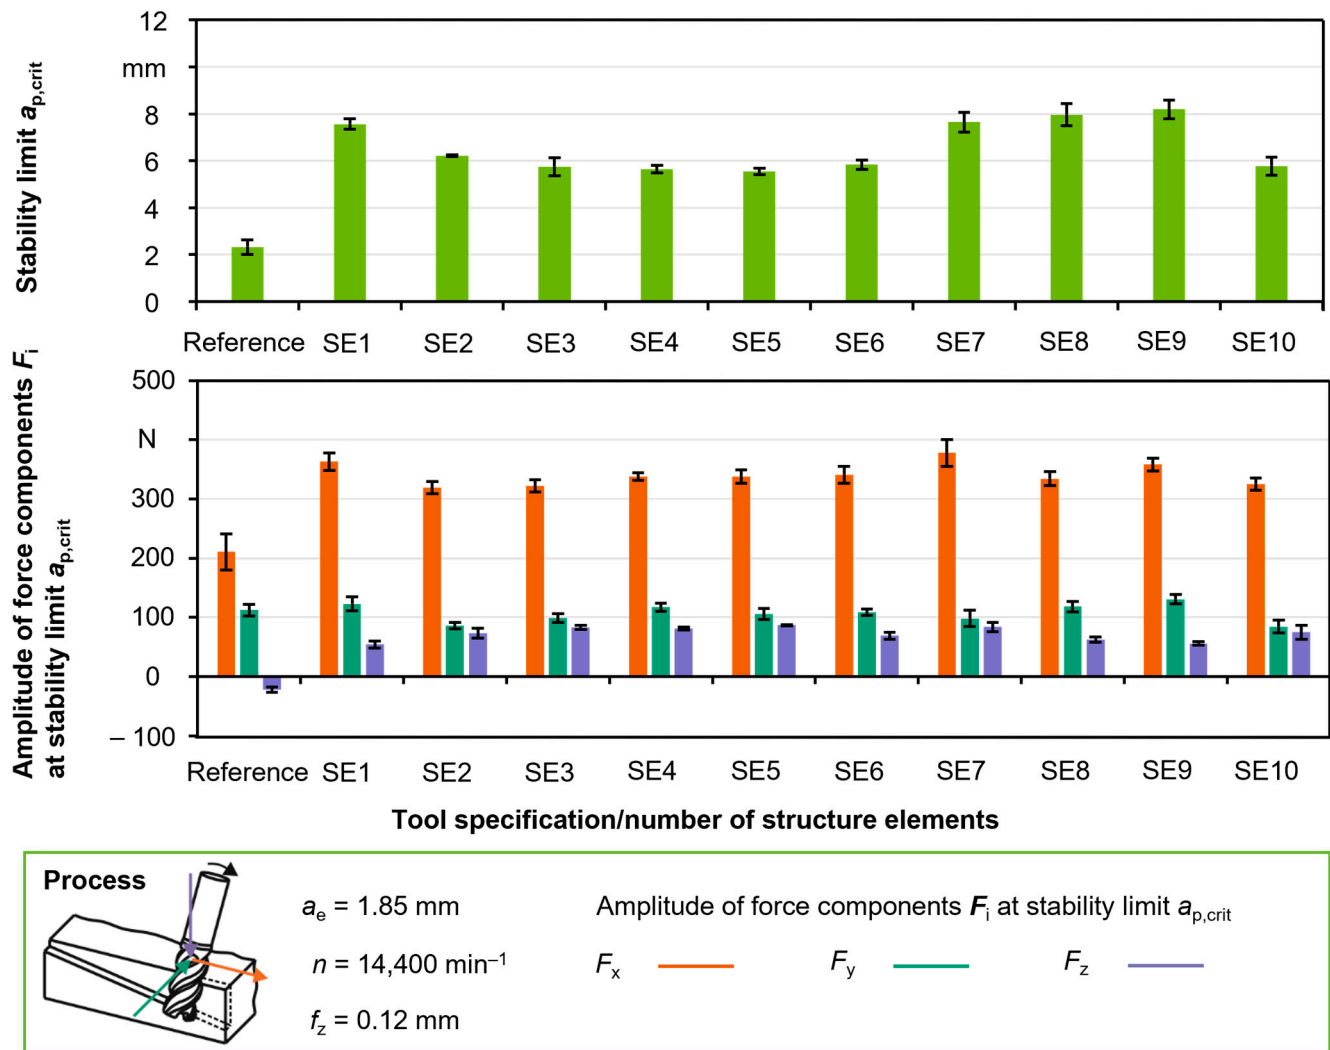 Stability limit ap,crit
12
mm
8
6
4
2
0
Reference SE1 SE2 SE3 SE4 SE5 SE6 SE7 SE8 SE9 SE10
Amplitude of force components Fi
at stability limit ap,crit
500
N
300
200
100
0
– 100
Reference SE1 SE2 SE3 SE4 SE5 SE6 SE7 SE8 SE9 SE10
Tool specification/number of structure elements
Process
ae = 1.85 mm
n = 14,400 min⁻¹
fz = 0.12 mm
Amplitude of force components Fi at stability limit ap,crit
Fx Fy Fz